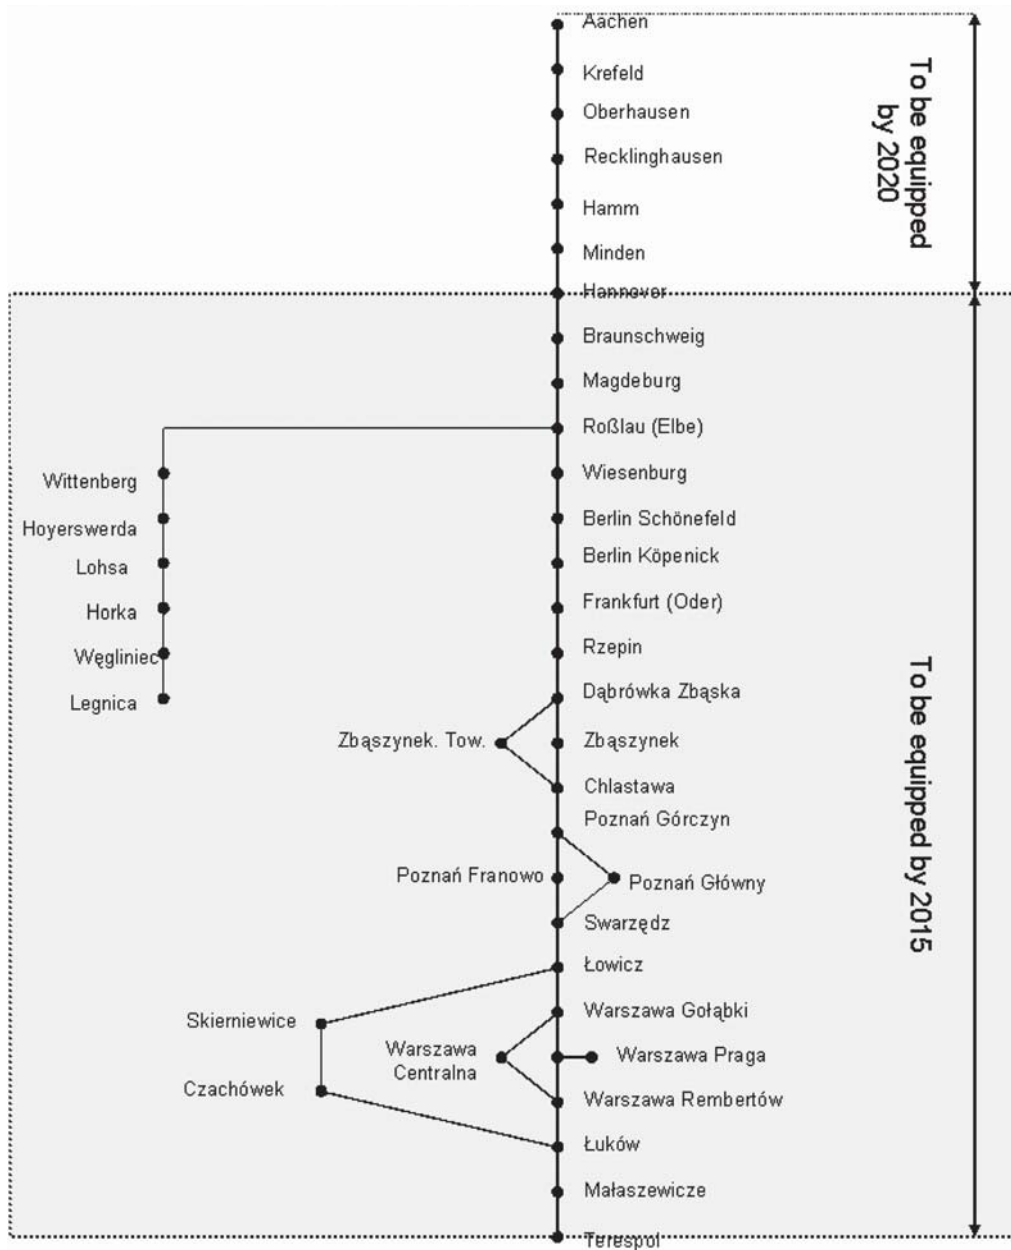 Aachen
Krefeld
Oberhausen
Recklinghausen
Hamm
Minden
Hannover
To be equipped
by 2020
Braunschweig
Magdeburg
Roßlau (Elbe)
Wittenberg
Wiesenburg
Hoyerswerda
Berlin Schönefeld
Lohsa
Berlin Köpenick
Horka
Frankfurt (Oder)
Węgliniec
Rzepin
Legnica
Dąbrówka Zbąska
Zbąszynek. Tow.
Zbąszynek
Chlastawa
Poznań Górczyn
Poznań Franowo
Poznań Główny
Swarzędz
Łowicz
Skierniewice
Warszawa Gołąbki
Warszawa
Centralna
Warszawa Praga
Czachówek
Warszawa Rembertów
Łuków
Małaszewicze
Terespol
To be equipped by 2015